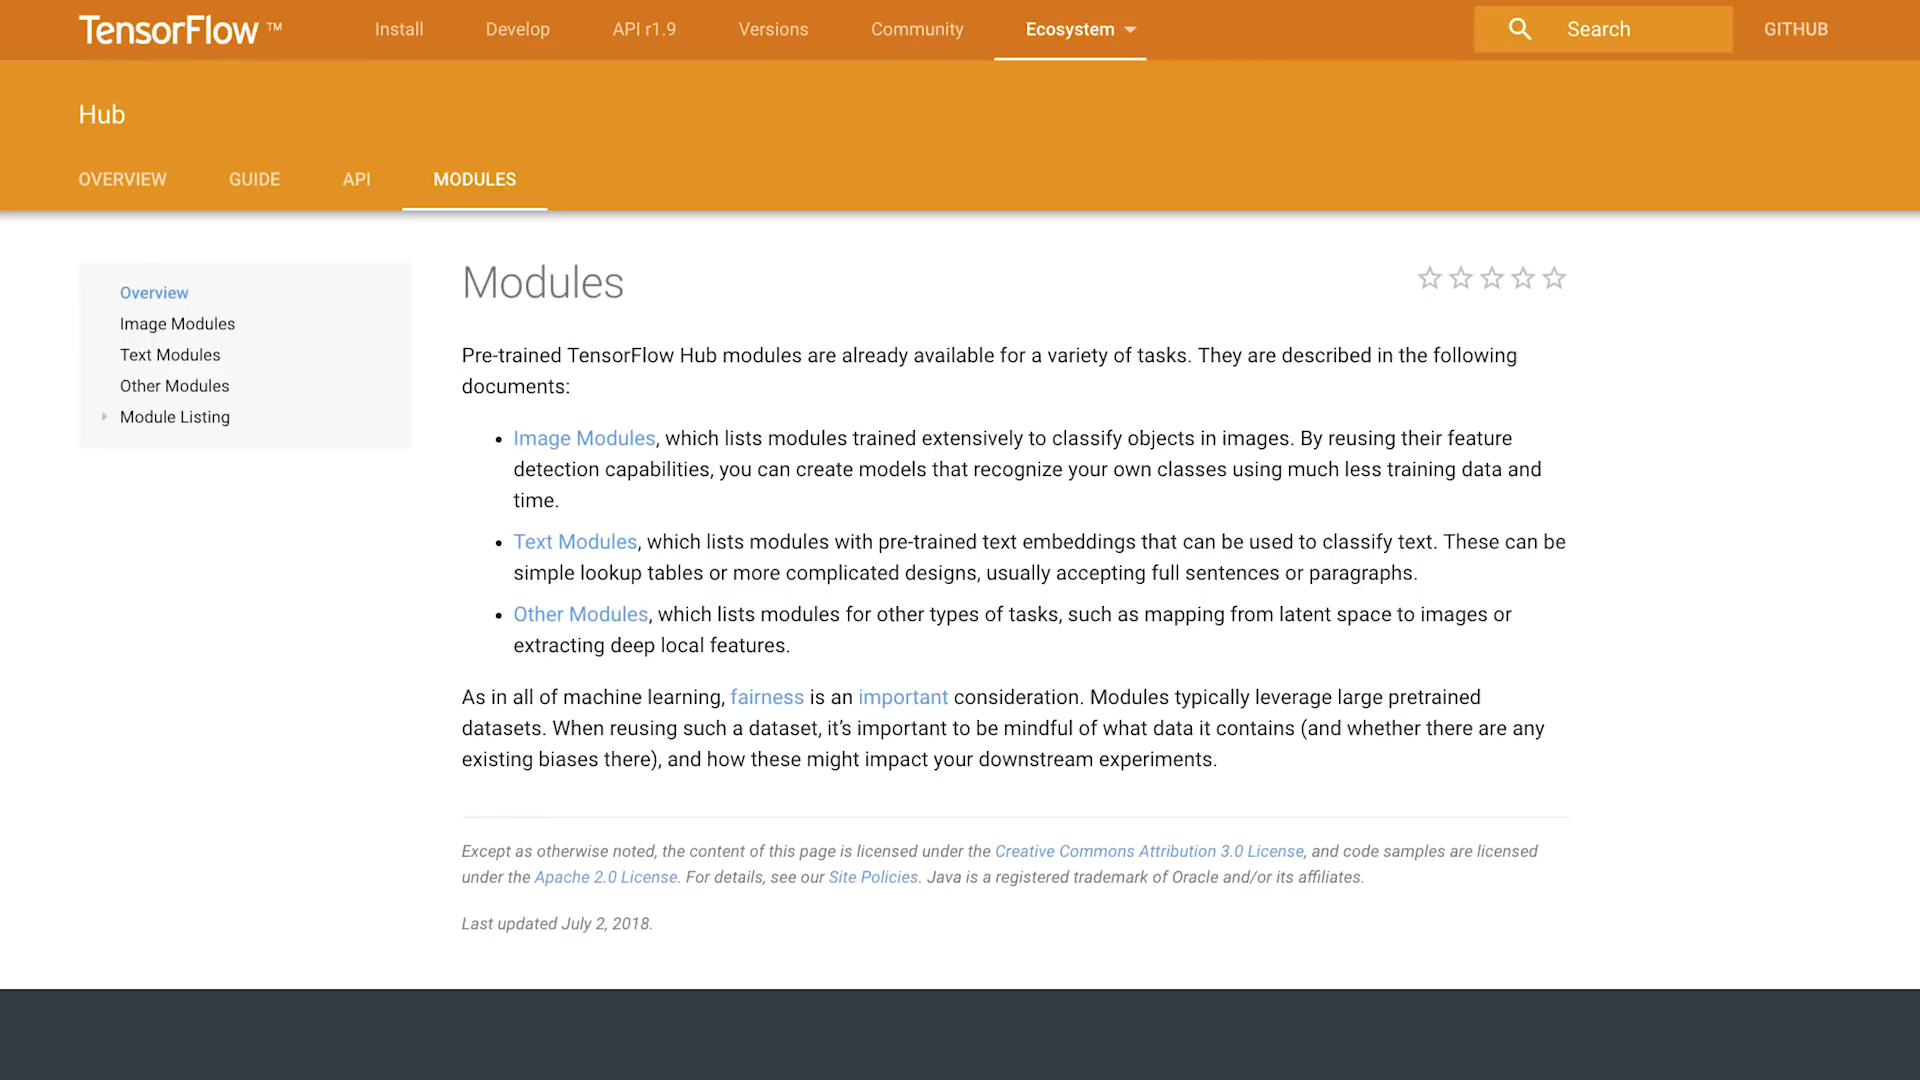 TensorFlow ™
Install
Develop
API r1.9
Versions
Community
Ecosystem
Search
GITHUB
Hub
OVERVIEW
GUIDE
API
MODULES
Overview
Image Modules
Text Modules
Other Modules
Module Listing
Modules
Pre-trained TensorFlow Hub modules are already available for a variety of tasks. They are described in the following
documents:
• Image Modules, which lists modules trained extensively to classify objects in images. By reusing their feature
detection capabilities, you can create models that recognize your own classes using much less training data and
time.
• Text Modules, which lists modules with pre-trained text embeddings that can be used to classify text. These can be
simple lookup tables or more complicated designs, usually accepting full sentences or paragraphs.
• Other Modules, which lists modules for other types of tasks, such as mapping from latent space to images or
extracting deep local features.
As in all of machine learning, fairness is an important consideration. Modules typically leverage large pretrained
datasets. When reusing such a dataset, it’s important to be mindful of what data it contains (and whether there are any
existing biases there), and how these might impact your downstream experiments.
Except as otherwise noted, the content of this page is licensed under the Creative Commons Attribution 3.0 License, and code samples are licensed
under the Apache 2.0 License. For details, see our Site Policies. Java is a registered trademark of Oracle and/or its affiliates.
Last updated July 2, 2018.